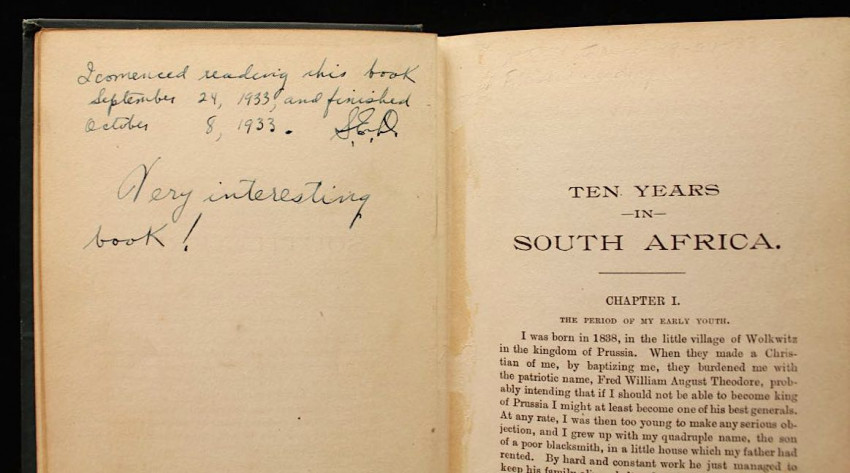 I comenced reading this book
September 24, 1933, and finished
October 8, 1933. S.E.D.
Very interesting
book!
TEN YEARS
—IN—
SOUTH AFRICA.
CHAPTER I.
THE PERIOD OF MY EARLY YOUTH.
I was born in 1838, in the little village of Wolkwitz
in the kingdom of Prussia. When they made a Chris-
tian of me, by baptizing me, they burdened me with
the patriotic name, Fred William August Theodore, prob-
ably intending that if I should not be able to become king
of Prussia I might at least become one of his best generals.
At any rate, I was then too young to make any serious ob-
jection, and I grew up with my quadruple name, the son
of a poor blacksmith, in a little house which my father had
rented. By hard and constant work he just managed to
keep his family